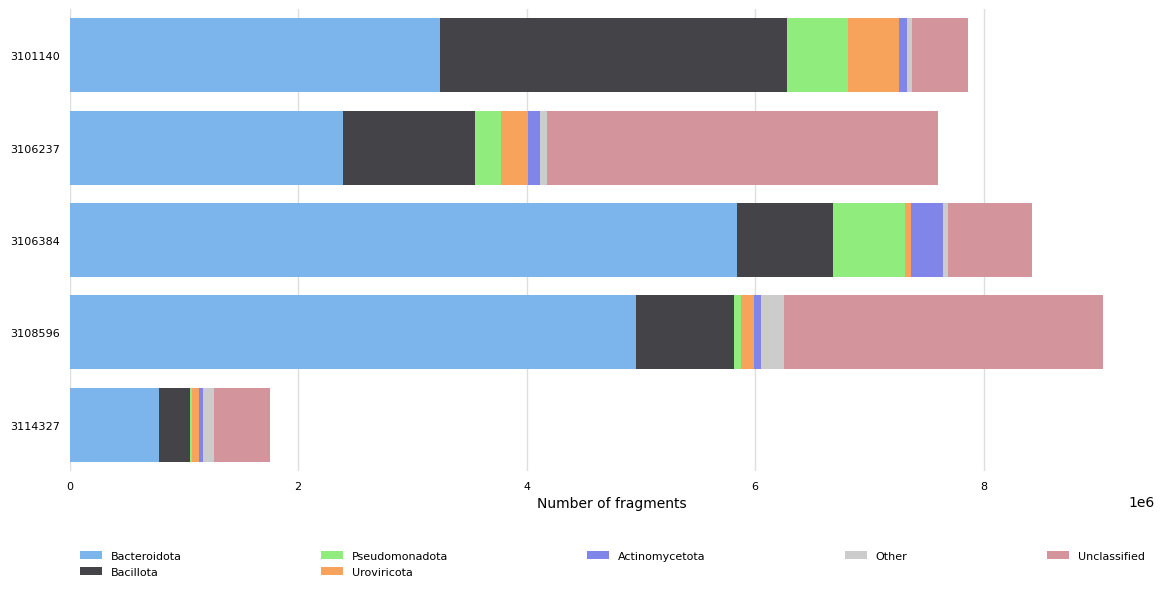 3101140
3106237
3106384
3108596
3114327
0 2 4 6 8
Number of fragments
1e6
Bacteroidota Pseudomonadota Actinomycetota Other Unclassified
Bacillota Uroviricota